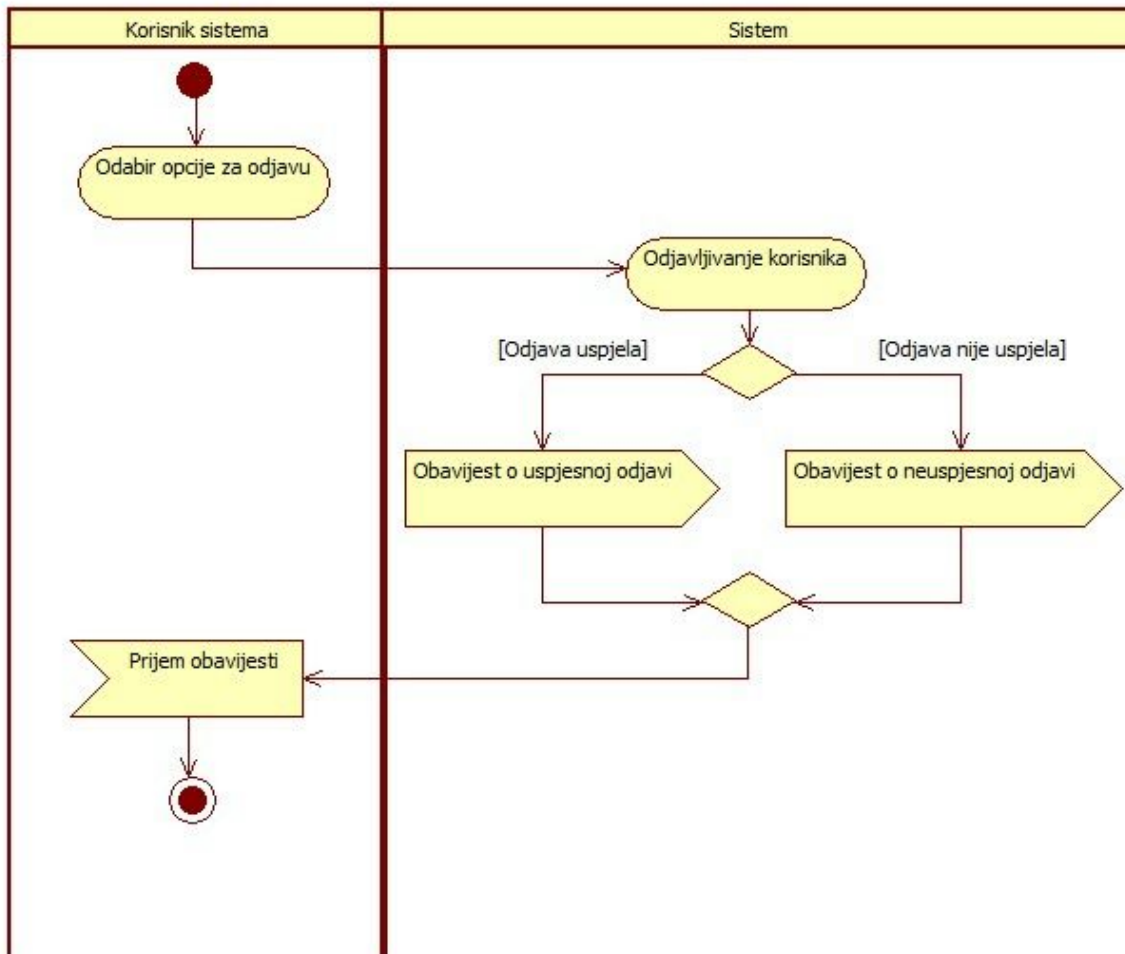 Korisnik sistema
Sistem
Odabir opcije za odjavu
Odjavljivanje korisnika
[Odjava uspjela]
[Odjava nije uspjela]
Obavijest o uspjesnoj odjavi
Obavijest o neuspjesnoj odjavi
Prijem obavijesti